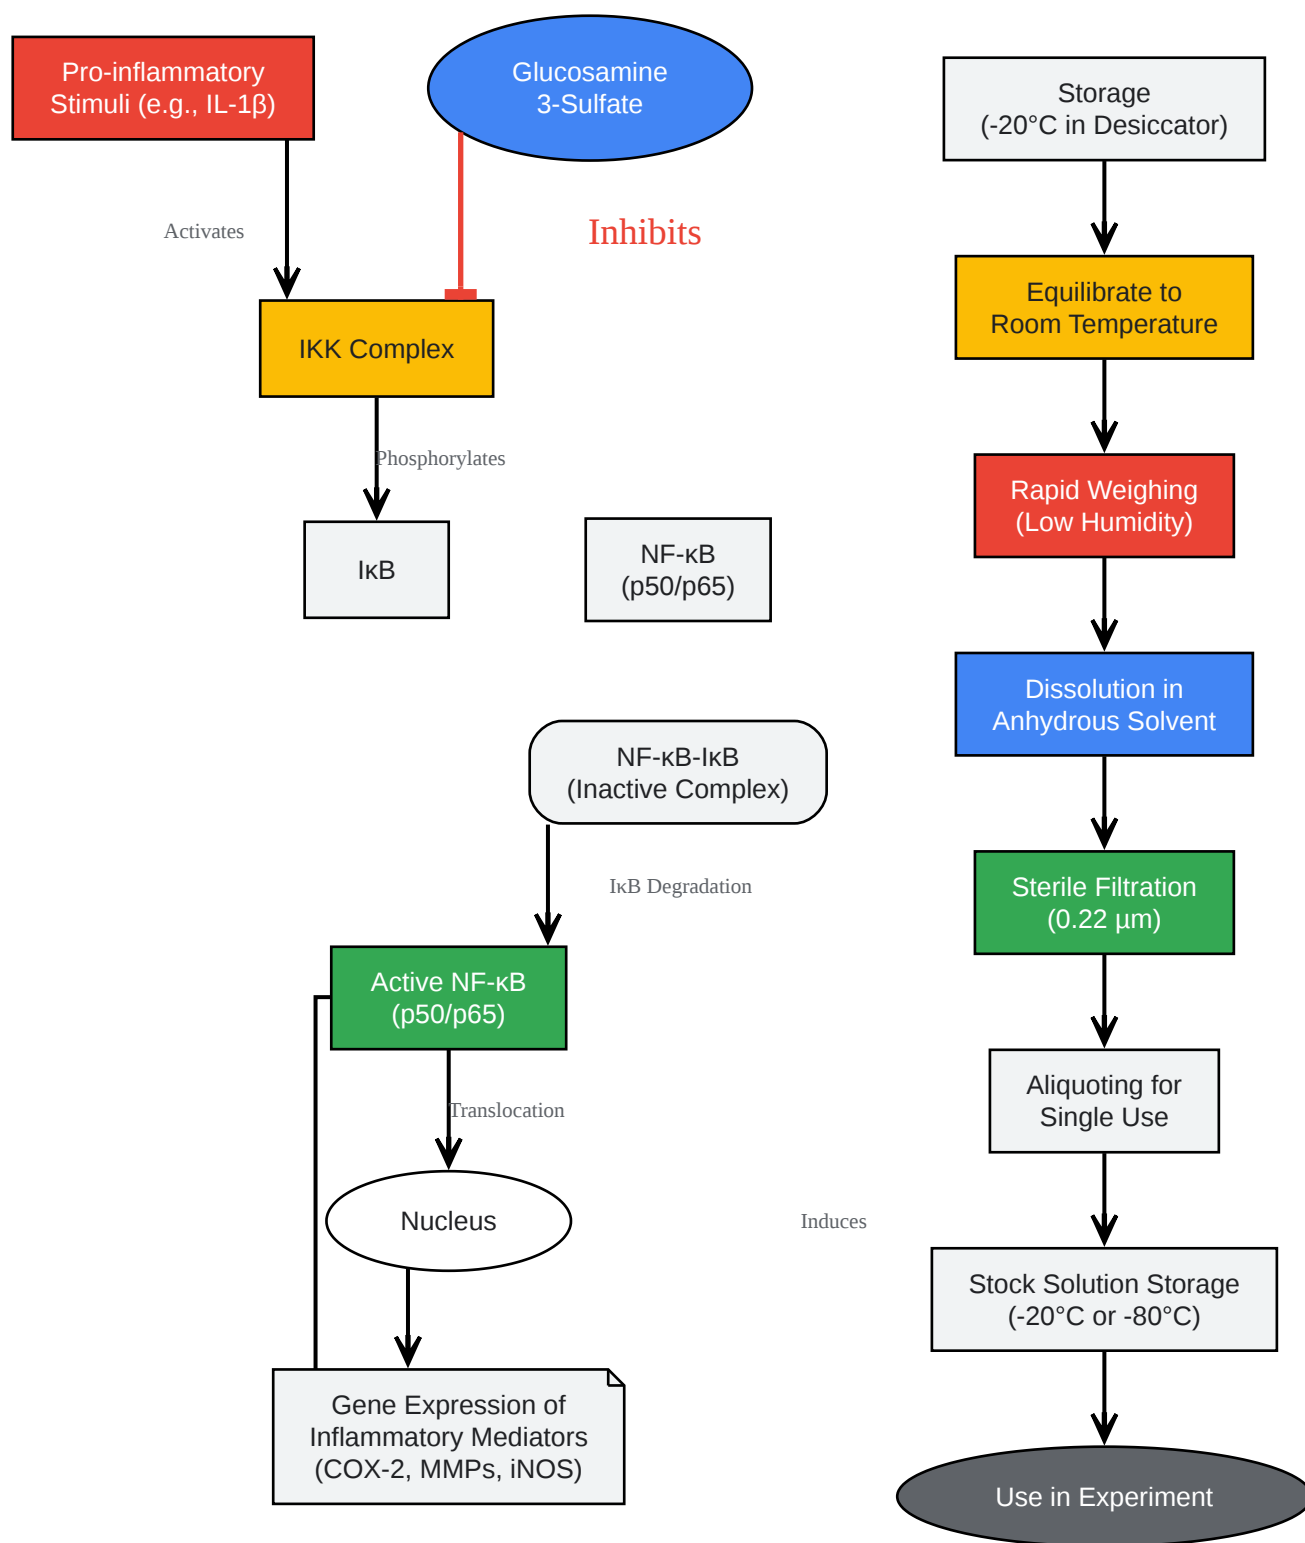 Pro-inflammatory
Stimuli (e.g., IL-1β)
Glucosamine
3-Sulfate
Activates
Inhibits
IKK Complex
Phosphorylates
IκB
NF-κB
(p50/p65)
NF-κB-IκB
(Inactive Complex)
IκB Degradation
Active NF-κB
(p50/p65)
Translocation
Nucleus
Induces
Gene Expression of
Inflammatory Mediators
(COX-2, MMPs, iNOS)
Storage
(-20°C in Desiccator)
Equilibrate to
Room Temperature
Rapid Weighing
(Low Humidity)
Dissolution in
Anhydrous Solvent
Sterile Filtration
(0.22 µm)
Aliquoting for
Single Use
Stock Solution Storage
(-20°C or -80°C)
Use in Experiment